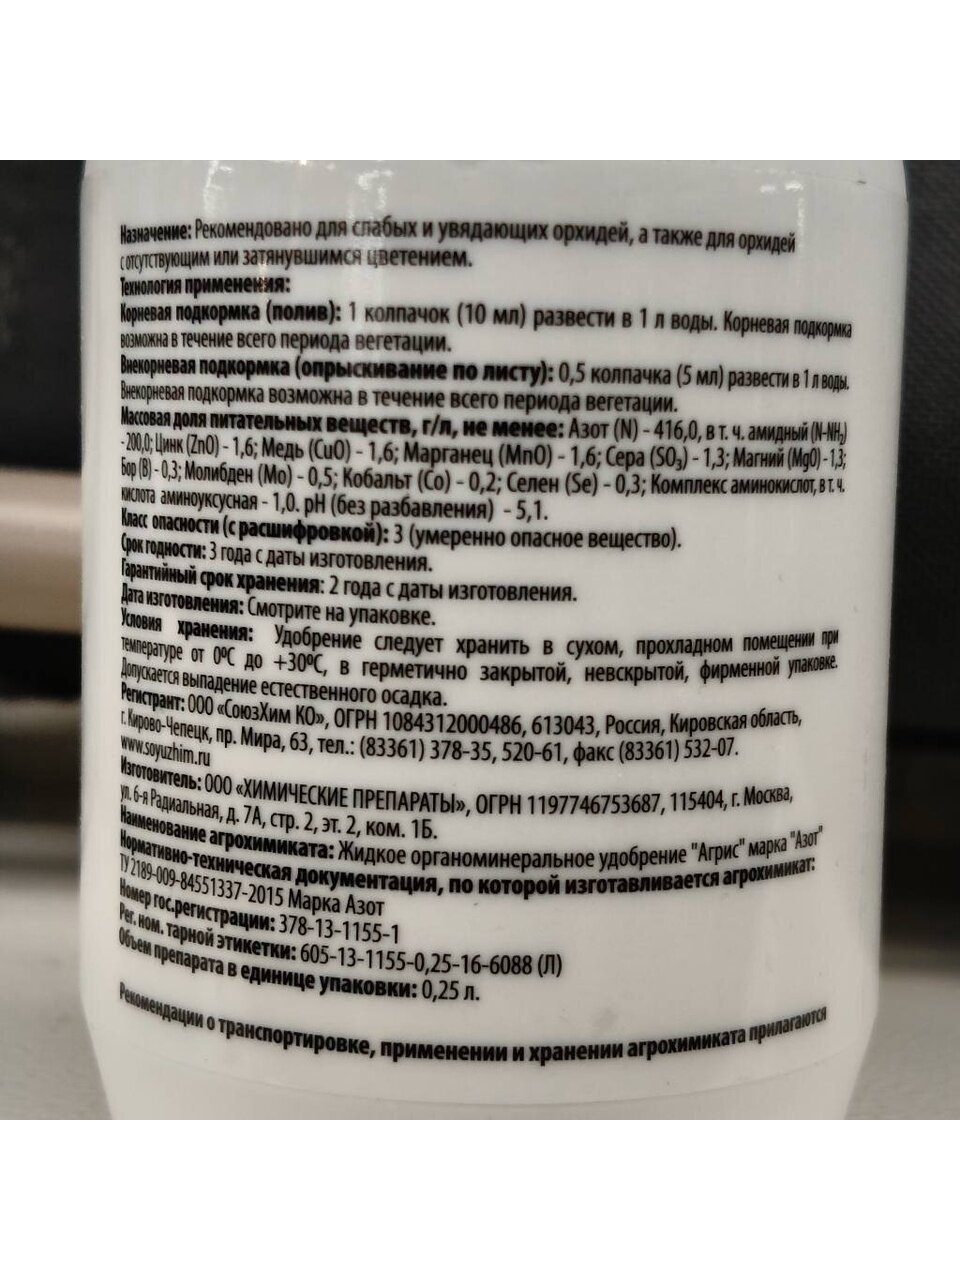 Назначение: Рекомендовано для слабых и увядающих орхидей, а также для орхидей
с отсутствующим или затянувшимся цветением.
Технология применения:
Корневая подкормка (полив): 1 колпачок (10 мл) развести в 1 л воды. Корневая подкормка
возможна в течение всего периода вегетации.
Внекорневая подкормка (опрыскивание по листу): 0,5 колпачка (5 мл) развести в 1 л воды.
Внекорневая подкормка возможна в течение всего периода вегетации.
Массовая доля питательных веществ, г/л, не менее: Азот (N) - 416,0, в т. ч. амидный (N-NH₂)
- 200,0; Цинк (ZnO) - 1,6; Медь (CuO) - 1,6; Марганец (MnO) - 1,6; Сера (SO₃) - 1,3; Магний (MgO) - 1,3;
Бор (B) - 0,3; Молибден (Mo) - 0,5; Кобальт (Co) - 0,2; Селен (Se) - 0,3; Комплекс аминокислот, в т. ч.
кислота аминоуксусная - 1,0. pH (без разбавления) - 5,1.
Класс опасности (с расшифровкой): 3 (умеренно опасное вещество).
Срок годности: 3 года с даты изготовления.
Гарантийный срок хранения: 2 года с даты изготовления.
Дата изготовления: Смотрите на упаковке.
Условия хранения: Удобрение следует хранить в сухом, прохладном помещении при
температуре от 0ºС до +30ºС, в герметично закрытой, невскрытой, фирменной упаковке.
Допускается выпадение естественного осадка.
Регистрант: ООО «СоюзХим КО», ОГРН 1084312000486, 613043, Россия, Кировская область,
г. Кирово-Чепецк, пр. Мира, 63, тел.: (83361) 378-35, 520-61, факс (83361) 532-07.
www.soyuzhim.ru
Изготовитель: ООО «ХИМИЧЕСКИЕ ПРЕПАРАТЫ», ОГРН 1197746753687, 115404, г. Москва,
ул. 6-я Радиальная, д. 7А, стр. 2, эт. 2, ком. 1Б.
Наименование агрохимиката: Жидкое органоминеральное удобрение "Агрис" марка "Азот"
Нормативно-техническая документация, по которой изготавливается агрохимикат:
ТУ 2189-009-84551337-2015 Марка Азот
Номер гос.регистрации: 378-13-1155-1
Рег. ном. тарной этикетки: 605-13-1155-0,25-16-6088 (Л)
Объем препарата в единице упаковки: 0,25 л.
Рекомендации о транспортировке, применении и хранении агрохимиката прилагаются